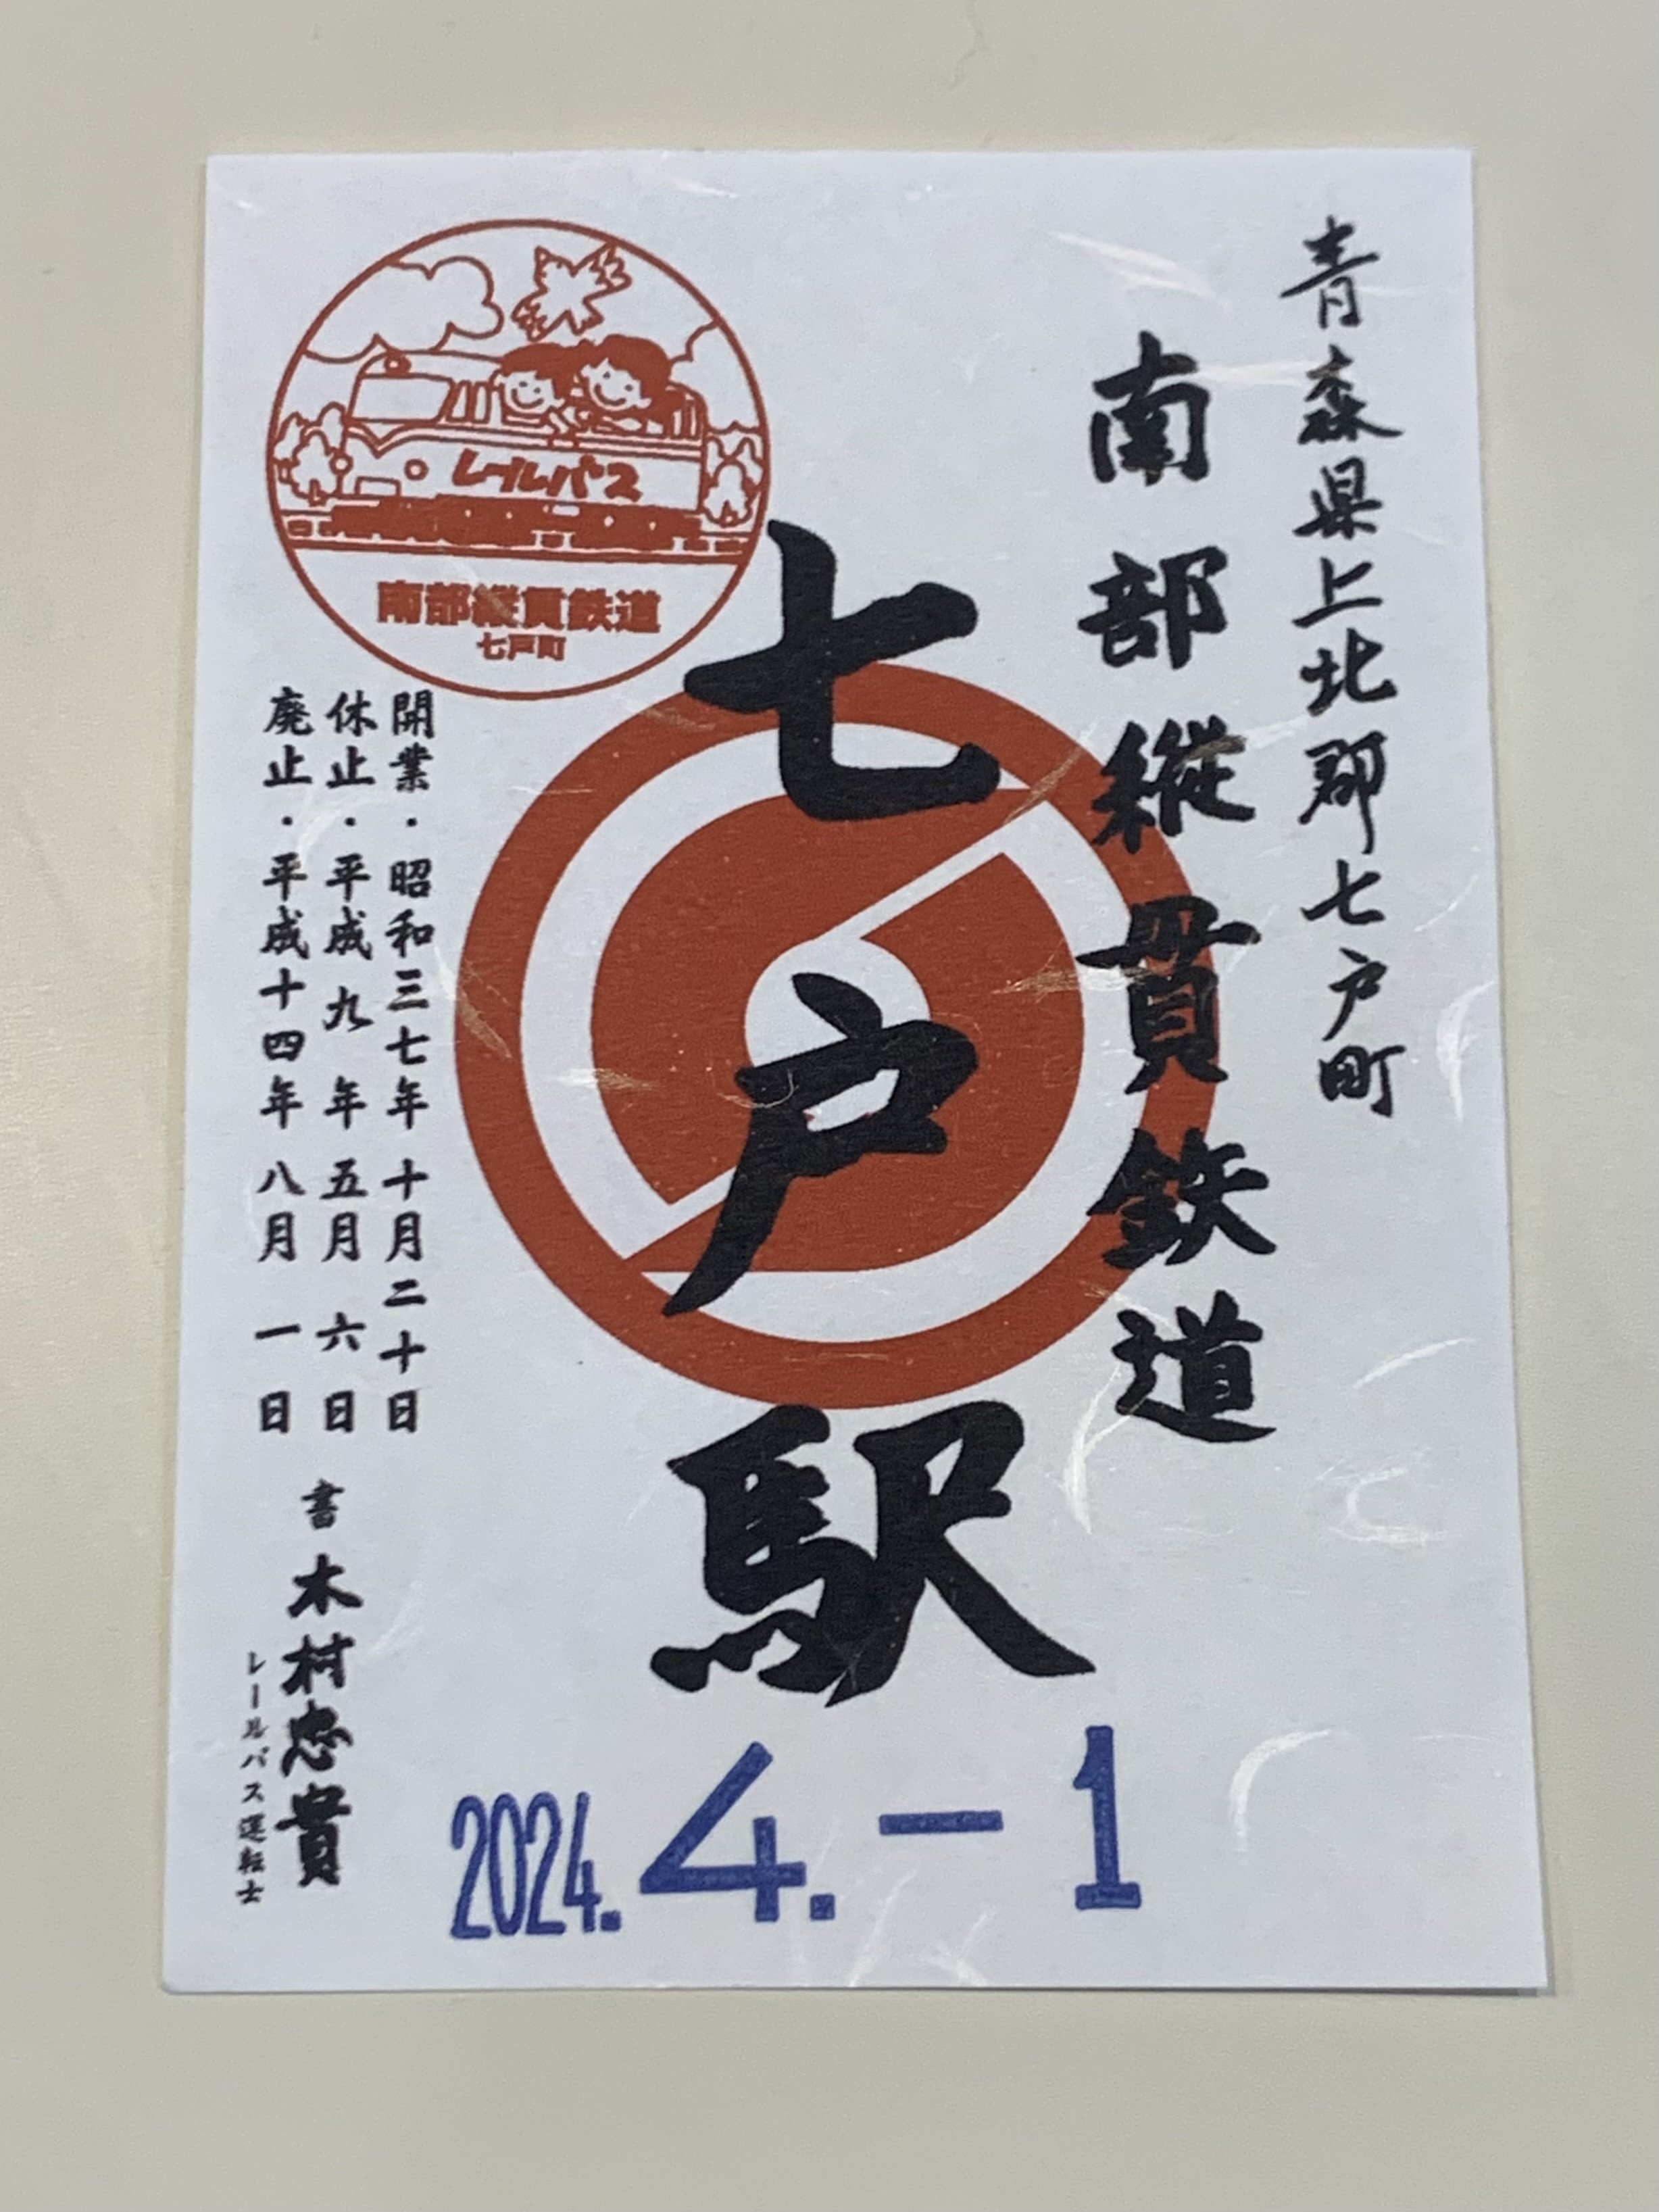 青森県上北郡七戸町
南部縦貫鉄道
七戸駅
レールバス
南部縦貫鉄道
七戸町
開業・昭和三七年十月二十日
休止・平成九年五月六日
廃止・平成十四年八月一日
書 木村忠貴
レールバス運転士
2024.4.-1